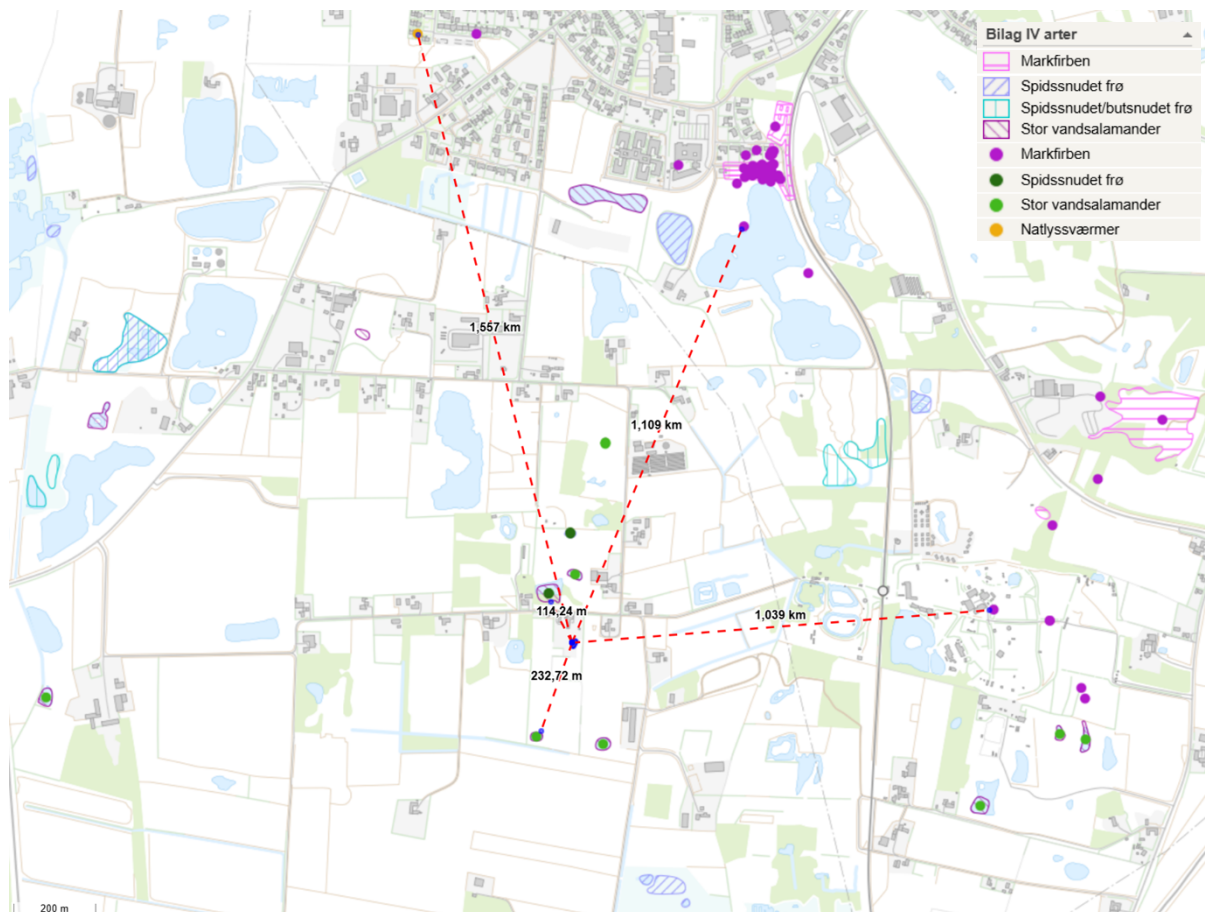 Bilag IV arter
Markfirben
Spidssnudet frø
Spidssnudet/butsnudet frø
Stor vandsalamander
Markfirben
Spidssnudet frø
Stor vandsalamander
Natlyssværmer
1,557 km
1,109 km
114,24 m
1,039 km
232,72 m
200 m